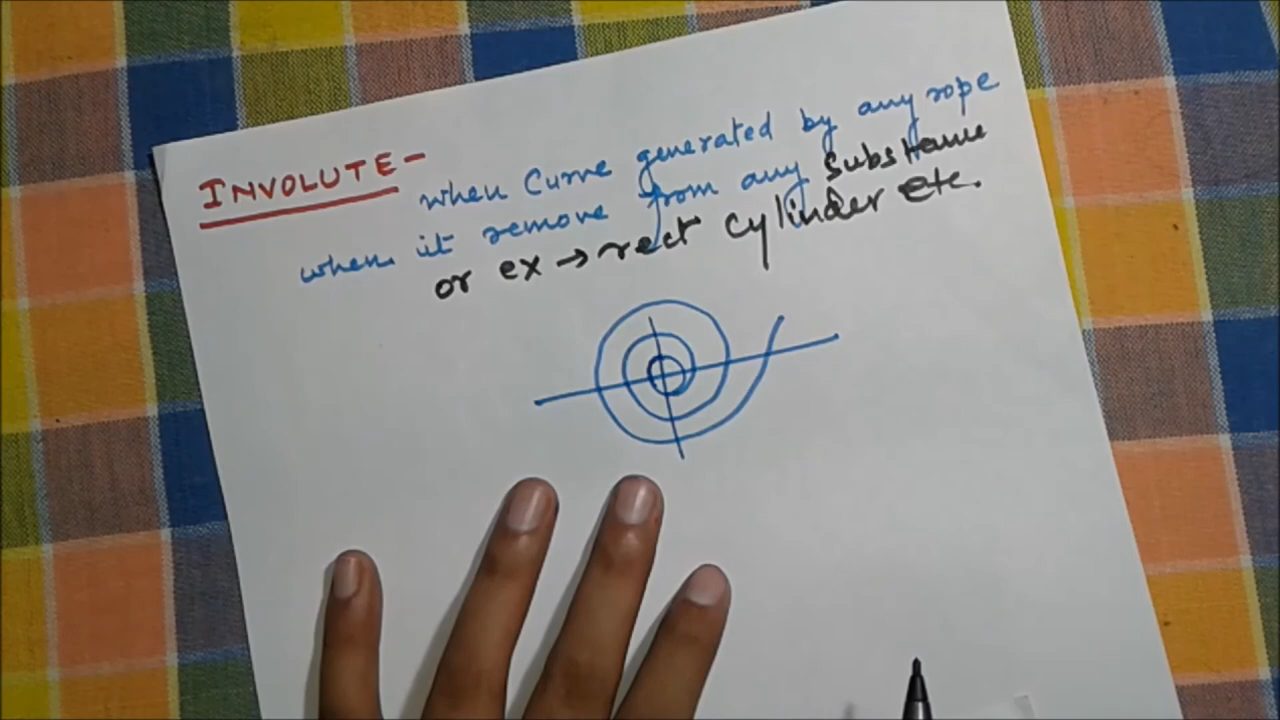 INVOLUTE-
when Curve generated by any rope
when it remove from any substance
or ex → rect cylinder etc.